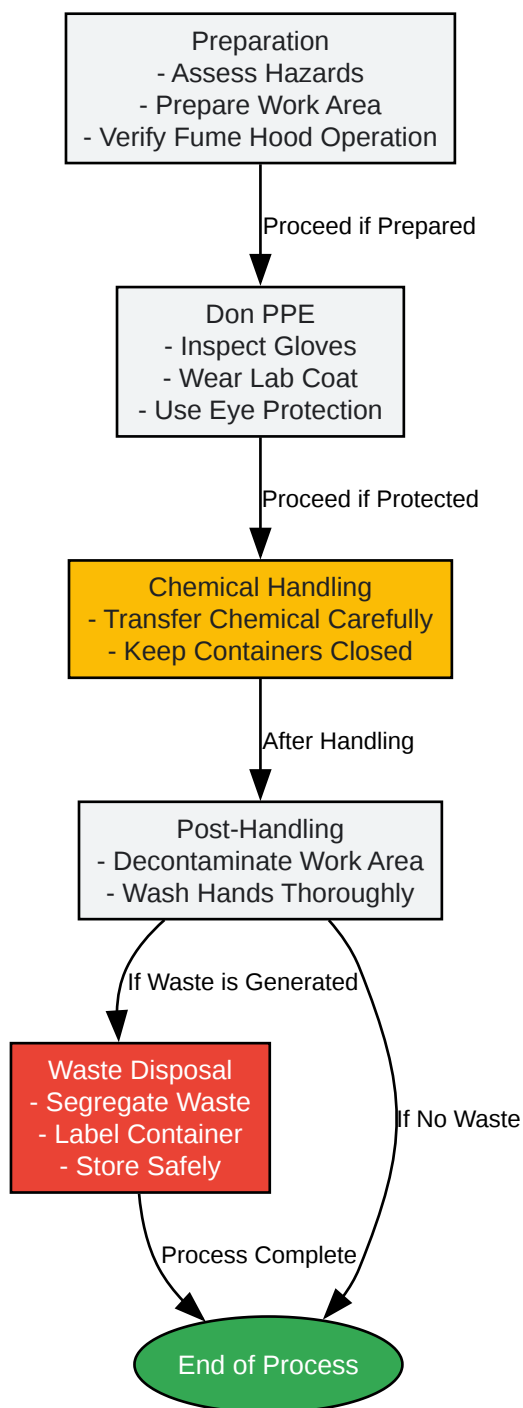 Preparation
- Assess Hazards
- Prepare Work Area
- Verify Fume Hood Operation
Proceed if Prepared
Don PPE
- Inspect Gloves
- Wear Lab Coat
- Use Eye Protection
Proceed if Protected
Chemical Handling
- Transfer Chemical Carefully
- Keep Containers Closed
After Handling
Post-Handling
- Decontaminate Work Area
- Wash Hands Thoroughly
If Waste is Generated
Waste Disposal
- Segregate Waste
- Label Container
- Store Safely
If No Waste
Process Complete
End of Process